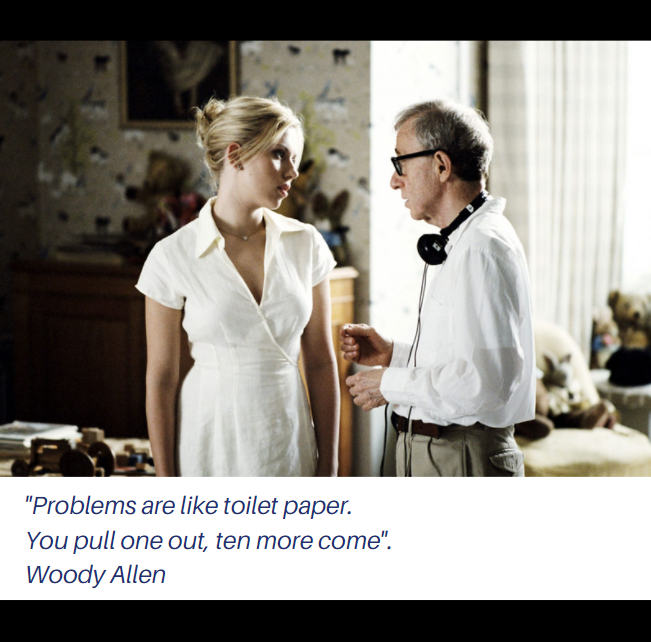 "Problems are like toilet paper.
You pull one out, ten more come".
Woody Allen